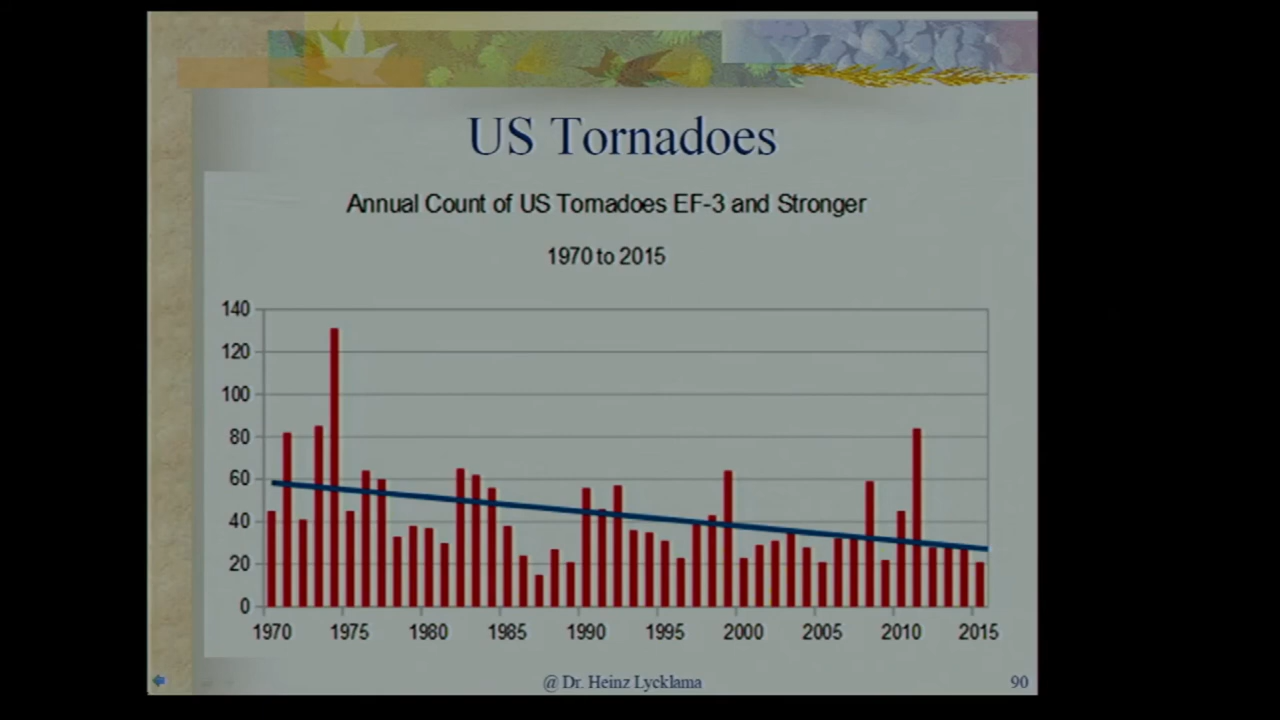 US Tornadoes
Annual Count of US Tornadoes EF-3 and Stronger
1970 to 2015
140
120
100
80
60
40
20
0
1970 1975 1980 1985 1990 1995 2000 2005 2010 2015
@ Dr. Heinz Lycklama
90